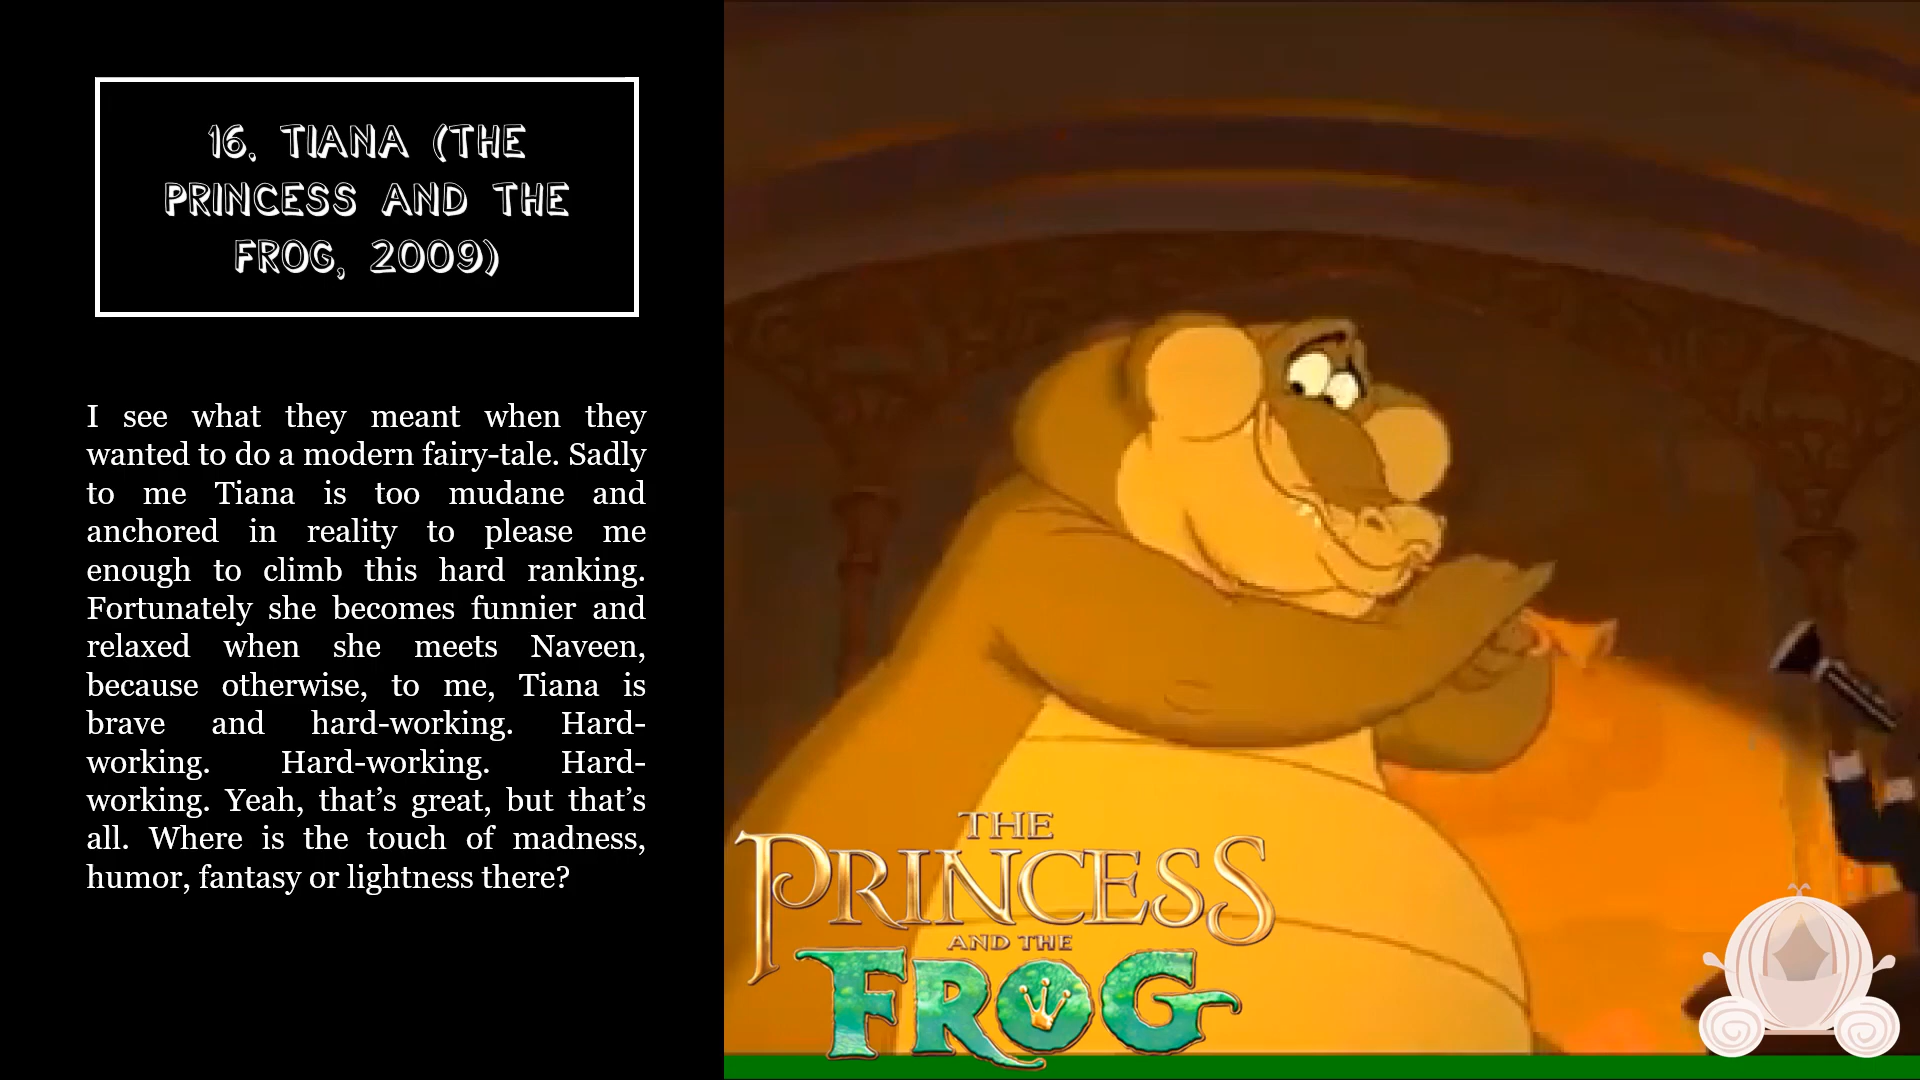 16. TIANA (THE
PRINCESS AND THE
FROG, 2009)
I see what they meant when they
wanted to do a modern fairy-tale. Sadly
to me Tiana is too mudane and
anchored in reality to please me
enough to climb this hard ranking.
Fortunately she becomes funnier and
relaxed when she meets Naveen,
because otherwise, to me, Tiana is
brave and hard-working. Hard-
working. Hard-working. Hard-
working. Yeah, that’s great, but that’s
all. Where is the touch of madness,
humor, fantasy or lightness there?
THE
PRINCESS
AND THE
FROG